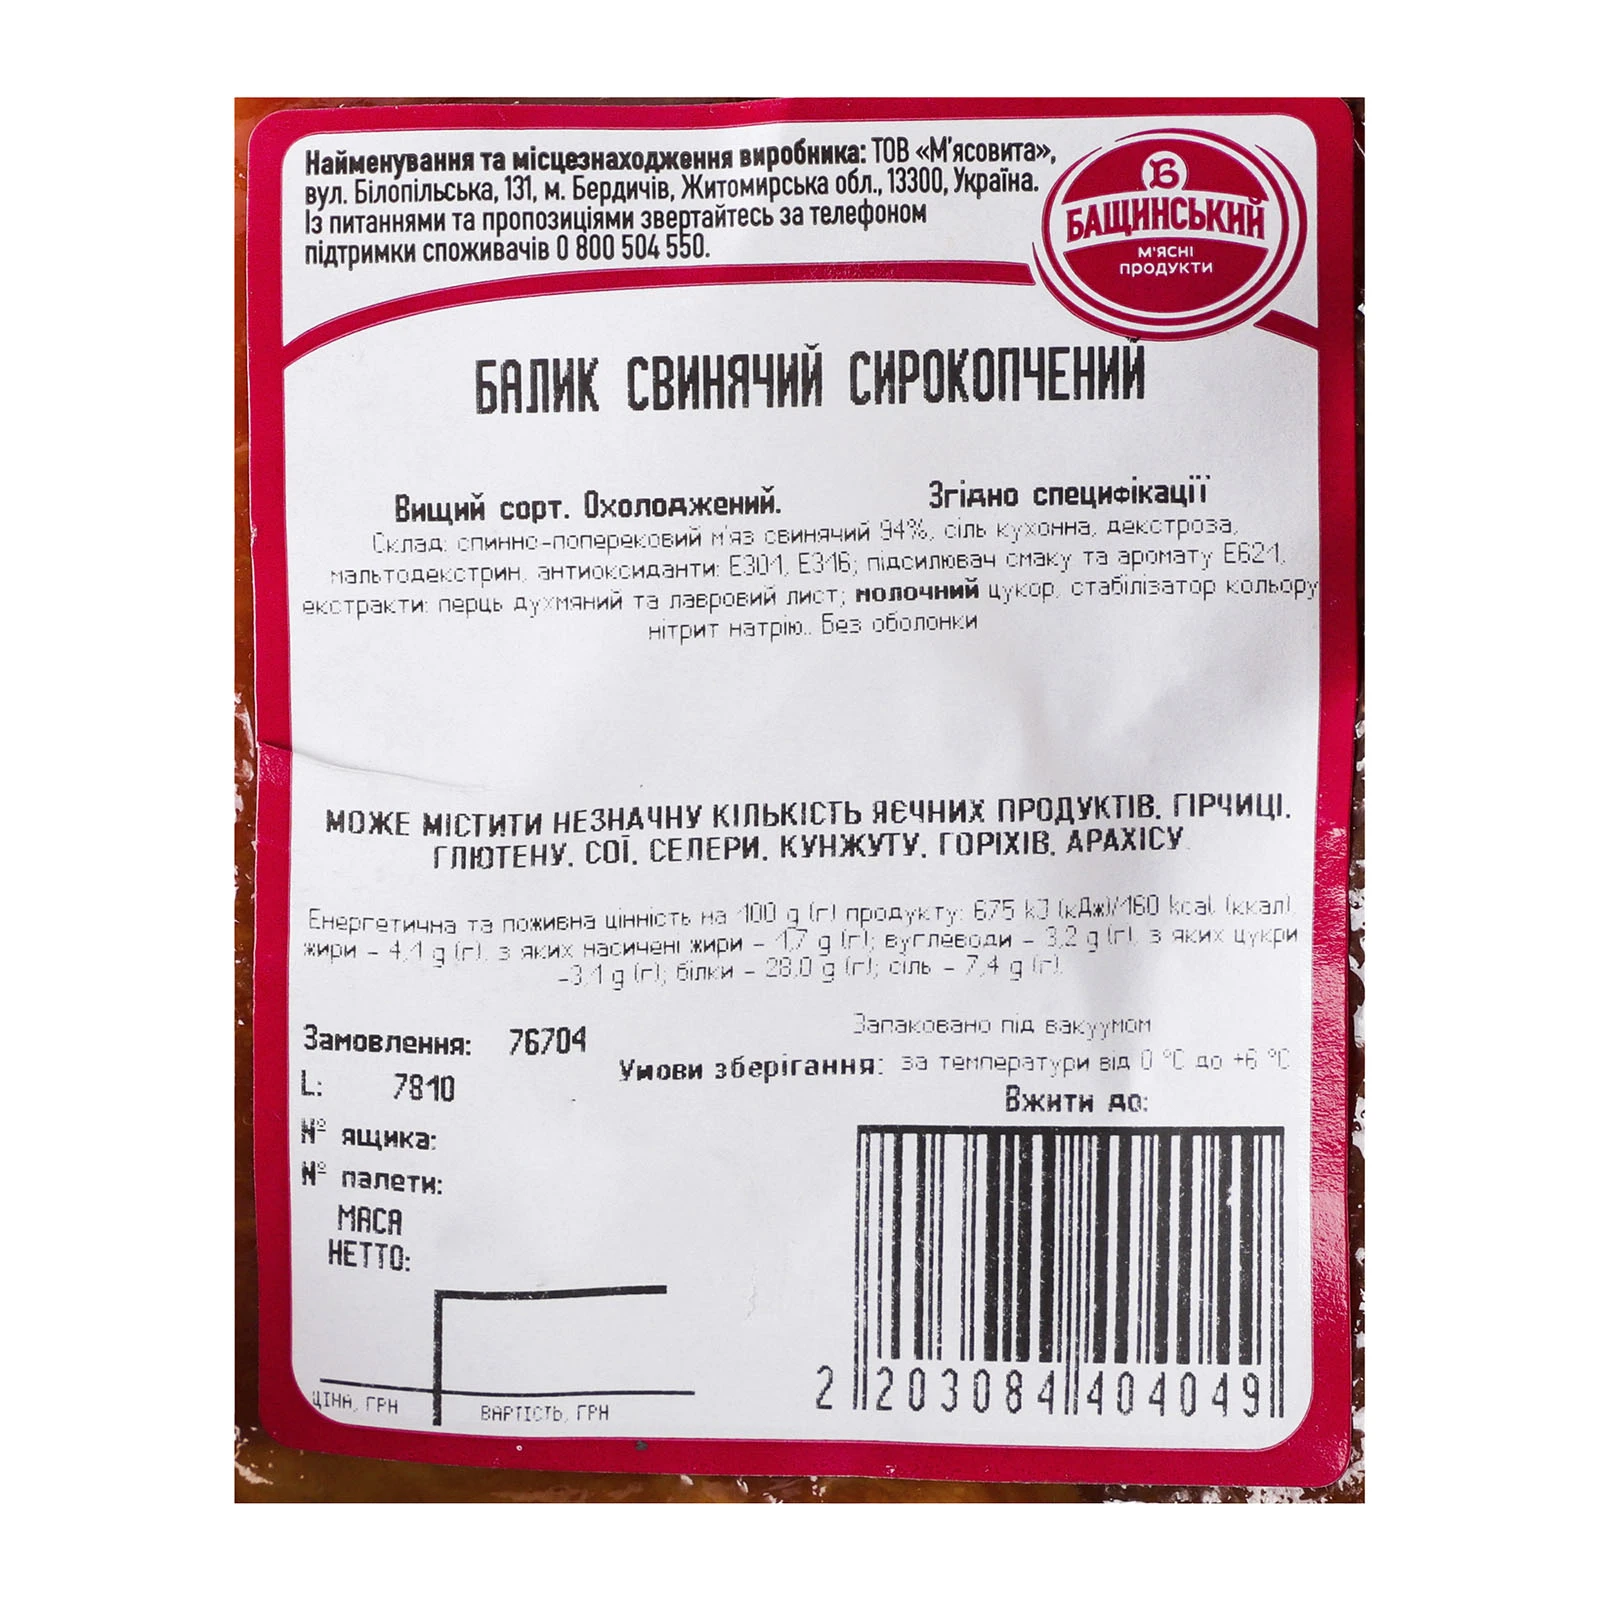 Найменування та місцезнаходження виробника: ТОВ «М'ясовита»,
вул. Білопільська, 131, м. Бердичів, Житомирська обл., 13300, Україна.
Із питаннями та пропозиціями звертайтесь за телефоном
підтримки споживачів 0 800 504 550.
Б
БАЩИНСЬКИЙ
М'ЯСНІ
ПРОДУКТИ
БАЛИК СВИНЯЧИЙ СИРОКОПЧЕНИЙ
Вищий сорт. Охолоджений. Згідно специфікації
Склад: спинно-поперековий м'яз свинячий 94%, сіль кухонна, декстроза,
мальтодекстрин, антиоксиданти: Е301, Е316; підсилювач смаку та аромату Е621,
екстракти: перць духмяний та лавровий лист; молочний цукор, стабілізатор кольору
нітрит натрію.. Без оболонки
МОЖЕ МІСТИТИ НЕЗНАЧНУ КІЛЬКІСТЬ ЯЄЧНИХ ПРОДУКТІВ, ГІРЧИЦІ,
ГЛЮТЕНУ, СОЇ, СЕЛЕРИ, КУНЖУТУ, ГОРІХІВ, АРАХІСУ
Енергетична та поживна цінність на 100 g (г) продукту: 675 kJ (кДж)/160 kcal (ккал),
жири - 4,1 g (г), з яких насичені жири - 1,7 g (г); вуглеводи - 3,2 g (г), з яких цукри
-3,1 g (г); білки - 28,0 g (г); сіль - 7,4 g (г).
Запаковано під вакуумом
Замовлення: 76704
Умови зберігання: за температури від 0 °С до +6 °С
L: 7810
Вжити до:
№ ящика:
№ палети:
МАСА
НЕТТО:
ЦІНА, ГРН
ВАРТІСТЬ, ГРН
2 203084 404049